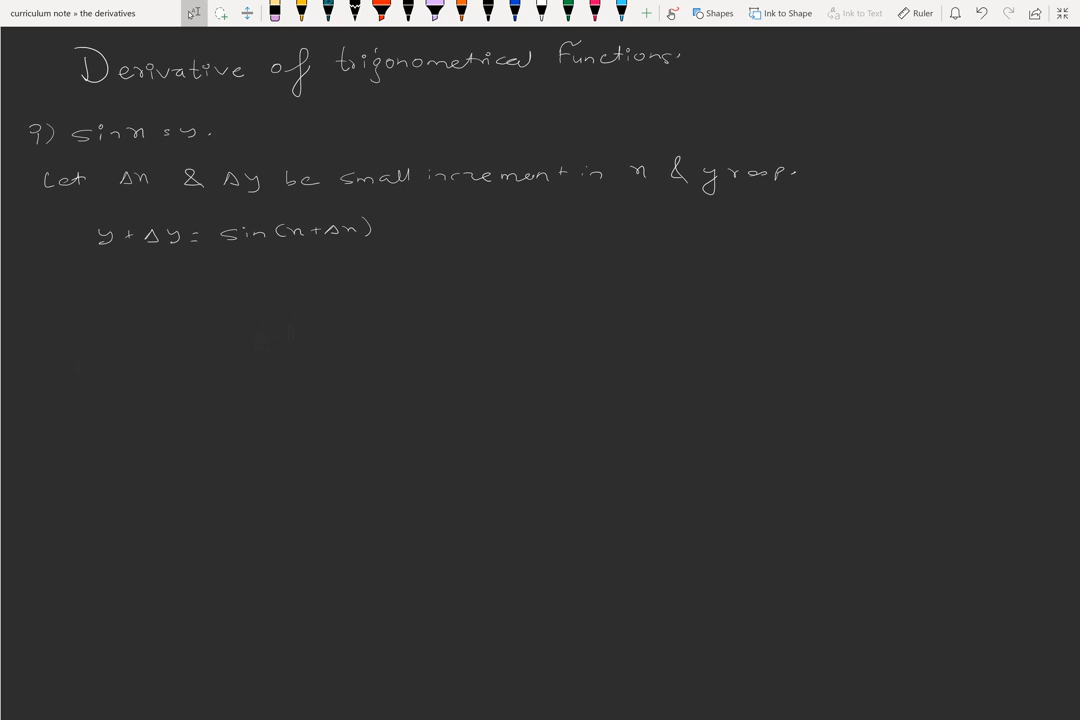 curriculum note » the derivatives
Shapes
Ink to Shape
Ink to Text
Ruler
Derivative of trigonometrical Functions.
i) sinx = y.
Let Δx & Δy be small increment in x & y resp.
y + Δy = sin(x+Δx)